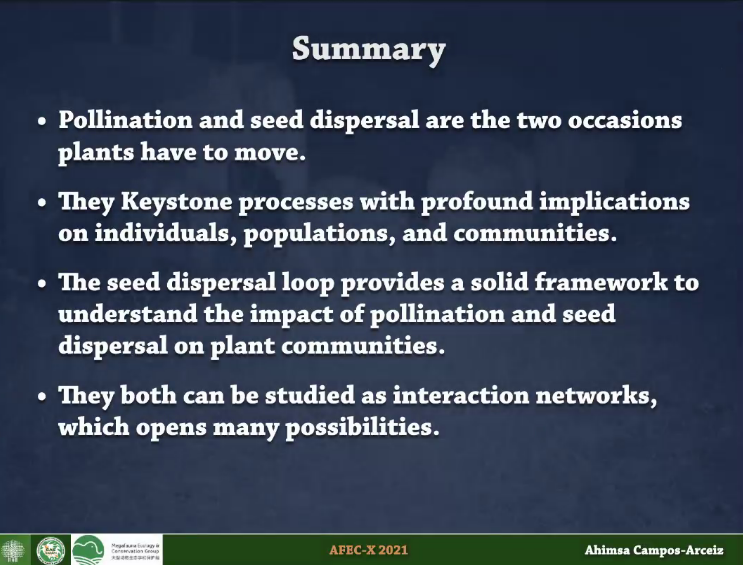 Summary
• Pollination and seed dispersal are the two occasions
plants have to move.
• They Keystone processes with profound implications
on individuals, populations, and communities.
• The seed dispersal loop provides a solid framework to
understand the impact of pollination and seed
dispersal on plant communities.
• They both can be studied as interaction networks,
which opens many possibilities.
Megafauna Ecology &
Conservation Group
AFEC-X 2021
Ahimsa Campos-Arceiz